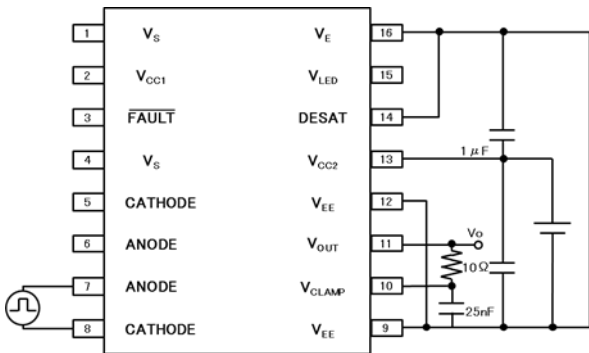 1 V_S V_E 16
2 V_CC1 V_LED 15
3 FAULT DESAT 14
4 V_S V_CC2 13 1μF
5 CATHODE V_EE 12
6 ANODE V_OUT 11 Vo
10Ω
7 ANODE V_CLAMP 10
25nF
8 CATHODE V_EE 9